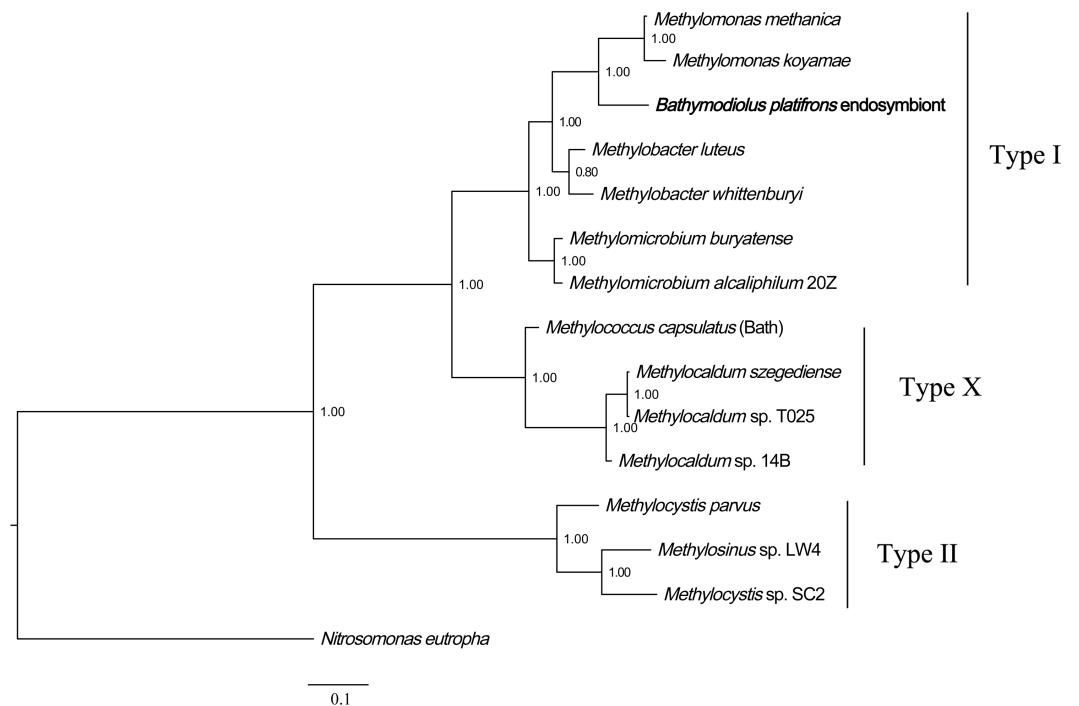 Methylomonas methanica
1.00
Methylomonas koyamae
1.00
Bathymodiolus platifrons endosymbiont
1.00
Type I
Methylobacter luteus
0.80
1.00
Methylobacter whittenburyi
Methylomicrobium buryatense
1.00
Methylomicrobium alcaliphilum 20Z
1.00
Methylococcus capsulatus (Bath)
Methylocaldum szegediense
1.00
1.00
Type X
Methylocaldum sp. T025
1.00
1.00
Methylocaldum sp. 14B
Methylocystis parvus
1.00
Methylosinus sp. LW4
Type II
1.00
Methylocystis sp. SC2
Nitrosomonas eutropha
0.1